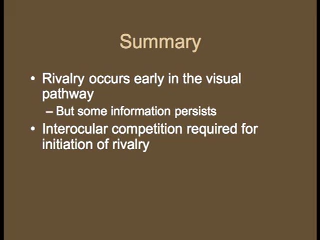 Summary
• Rivalry occurs early in the visual
pathway
– But some information persists
• Interocular competition required for
initiation of rivalry